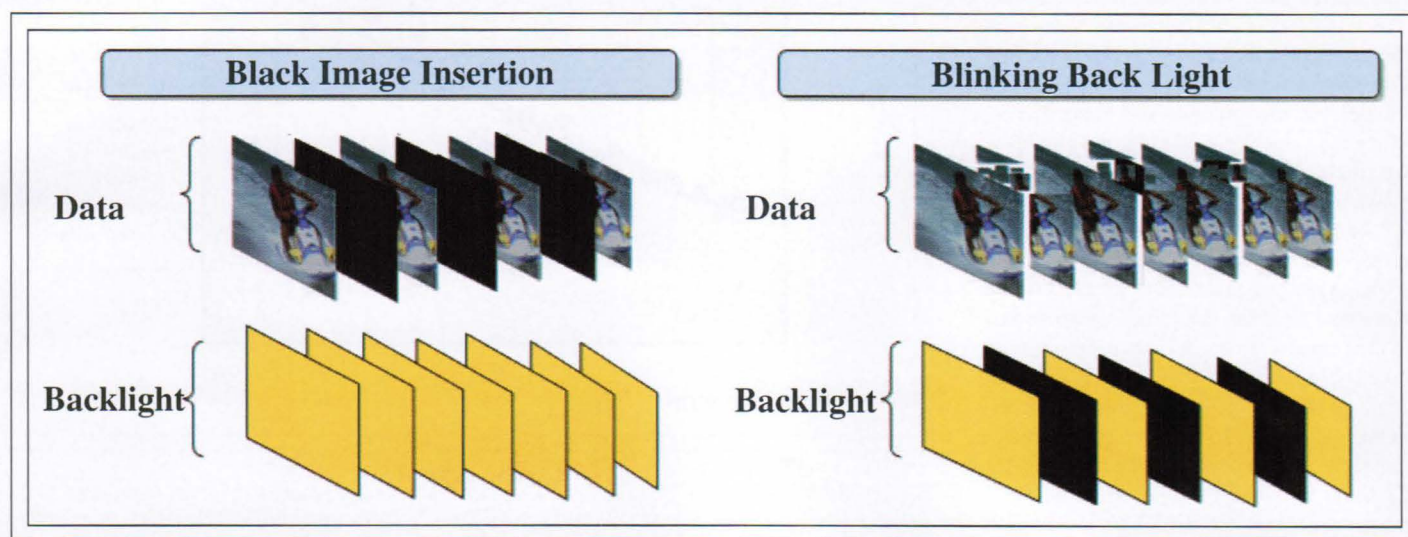 Black Image Insertion
Data
Backlight
Blinking Back Light
Data
Backlight